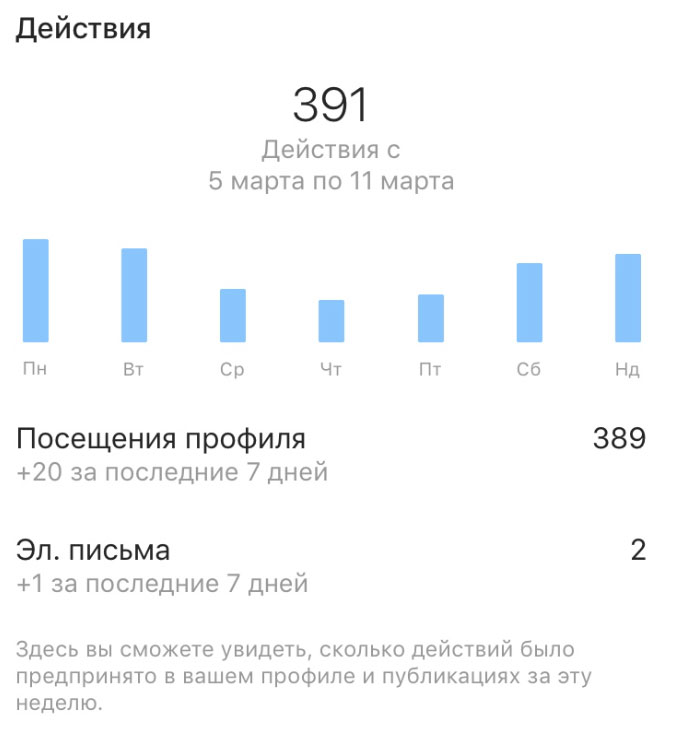 Действия
391
Действия с
5 марта по 11 марта
Пн Вт Ср Чт Пт Сб Нд
Посещения профиля 389
+20 за последние 7 дней
Эл. письма 2
+1 за последние 7 дней
Здесь вы сможете увидеть, сколько действий было
предпринято в вашем профиле и публикациях за эту
неделю.